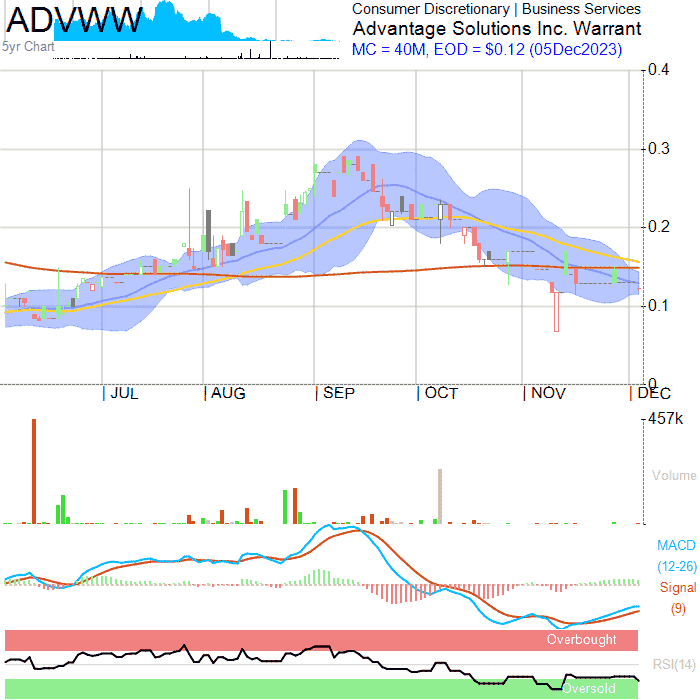 ADVWW
Consumer Discretionary | Business Services
Advantage Solutions Inc. Warrant
MC = 40M, EOD = $0.12 (05Dec2023)
5yr Chart
0.4
0.3
0.2
0.1
0
JUL
AUG
SEP
OCT
NOV
DEC
457k
Volume
MACD
(12-26)
Signal
(9)
Overbought
RSI(14)
Oversold